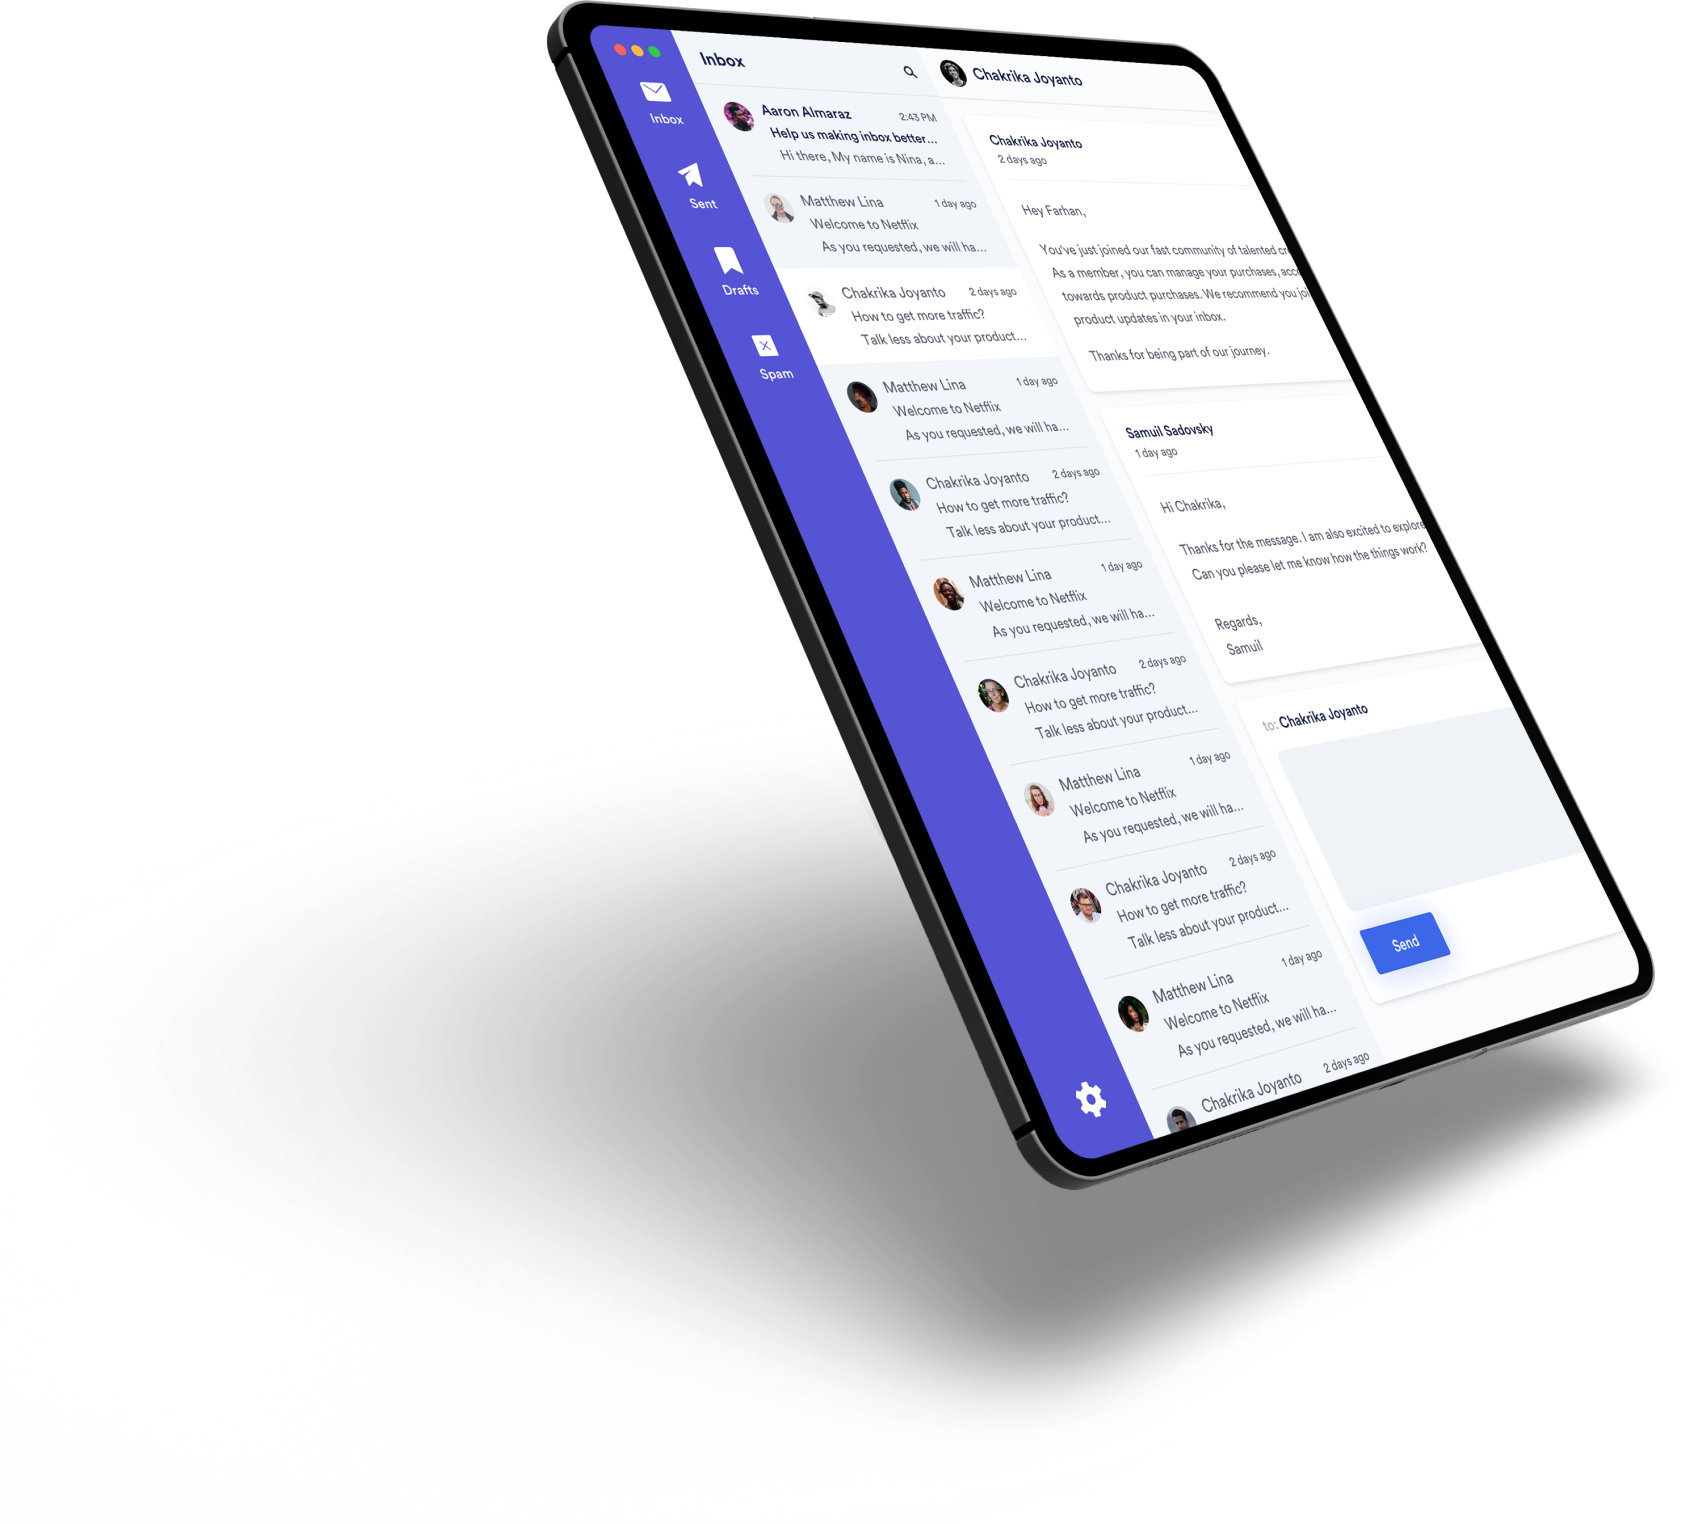 Inbox
Sent
Drafts
Spam
Inbox
Aaron Almaraz
2:43 PM
Help us making inbox better...
Hi there, My name is Nina, a...
Matthew Lina
1 day ago
Welcome to Netflix
As you requested, we will ha...
Chakrika Joyanto
2 days ago
How to get more traffic?
Talk less about your product...
Matthew Lina
1 day ago
Welcome to Netflix
As you requested, we will ha...
Chakrika Joyanto
2 days ago
How to get more traffic?
Talk less about your product...
Matthew Lina
1 day ago
Welcome to Netflix
As you requested, we will ha...
Chakrika Joyanto
2 days ago
How to get more traffic?
Talk less about your product...
Matthew Lina
1 day ago
Welcome to Netflix
As you requested, we will ha...
Chakrika Joyanto
2 days ago
How to get more traffic?
Talk less about your product...
Matthew Lina
1 day ago
Welcome to Netflix
As you requested, we will ha...
Chakrika Joyanto
2 days ago
Chakrika Joyanto
Chakrika Joyanto
2 days ago
Hey Farhan,
You've just joined our fast community of talented
As a member, you can manage your purchases,
towards product purchases. We recommend you
product updates in your inbox.
Thanks for being part of our journey.
Samuil Sadovsky
1 day ago
Hi Chakrika,
Thanks for the message. I am also excited to explore
Can you please let me know how the things work?
Regards,
Samuil
to: Chakrika Joyanto
Send